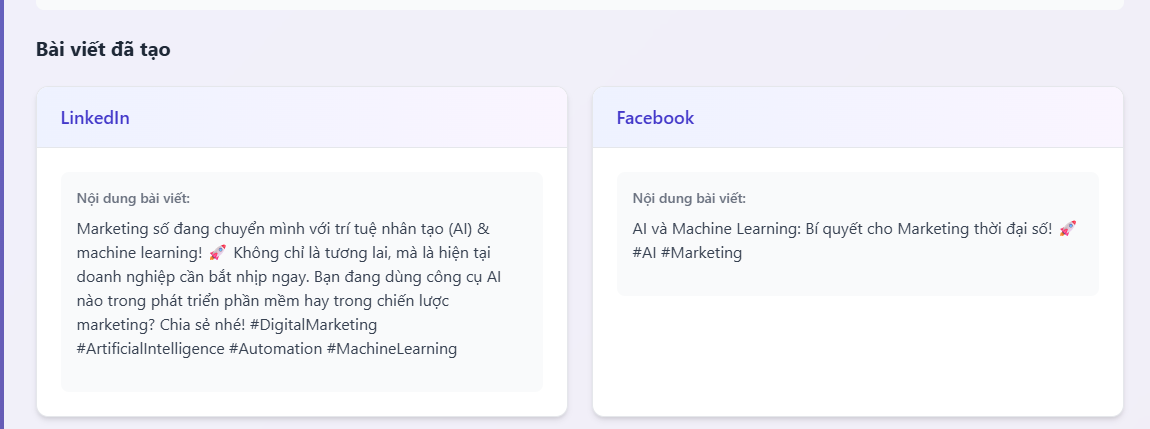 Bài viết đã tạo
LinkedIn
Nội dung bài viết:
Marketing số đang chuyển mình với trí tuệ nhân tạo (AI) &
machine learning! 🚀 Không chỉ là tương lai, mà là hiện tại
doanh nghiệp cần bắt nhịp ngay. Bạn đang dùng công cụ AI
nào trong phát triển phần mềm hay trong chiến lược
marketing? Chia sẻ nhé! #DigitalMarketing
#ArtificialIntelligence #Automation #MachineLearning
Facebook
Nội dung bài viết:
AI và Machine Learning: Bí quyết cho Marketing thời đại số! 🚀
#AI #Marketing